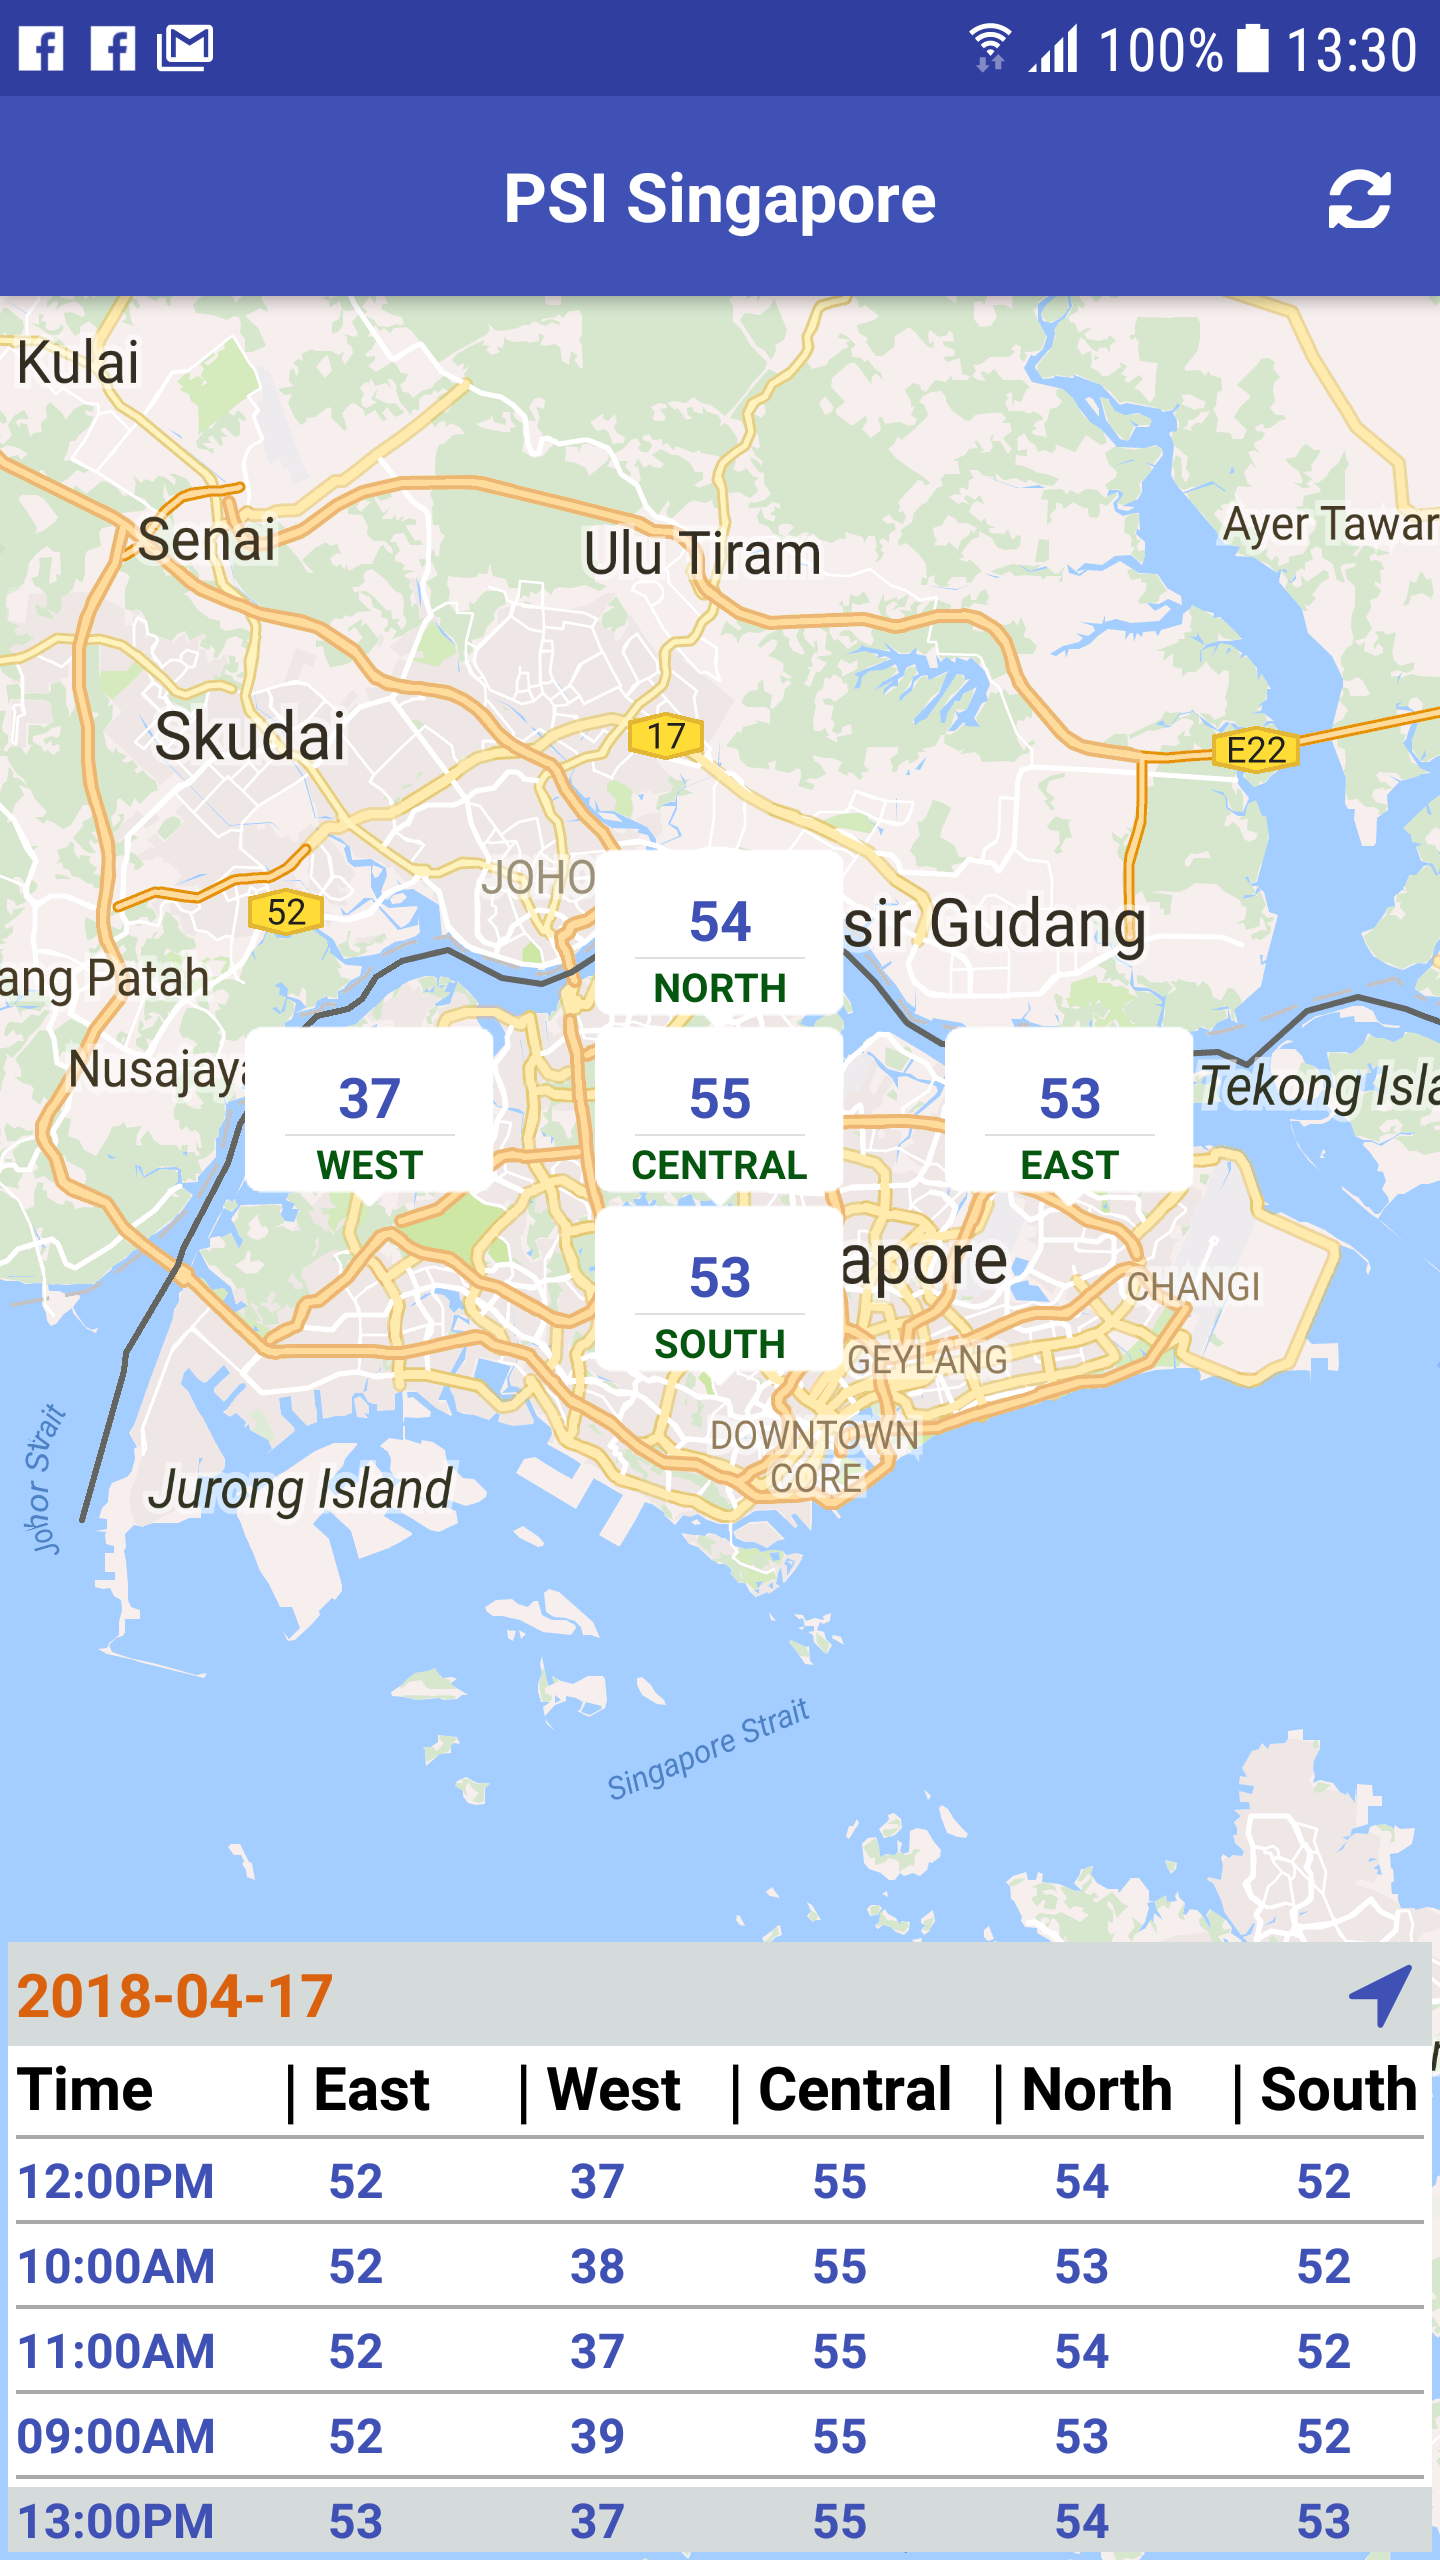 100% 13:30
PSI Singapore
Kulai
Senai
Ulu Tiram
Ayer Tawar
Skudai
17
E22
JOHO
52
54
NORTH
sir Gudang
ang Patah
Nusajaya
37
WEST
55
CENTRAL
53
EAST
Tekong Isla
53
SOUTH
apore
CHANGI
GEYLANG
DOWNTOWN
CORE
Johor Strait
Jurong Island
Singapore Strait
2018-04-17
Time | East | West | Central | North | South
12:00PM 52 37 55 54 52
10:00AM 52 38 55 53 52
11:00AM 52 37 55 54 52
09:00AM 52 39 55 53 52
13:00PM 53 37 55 54 53